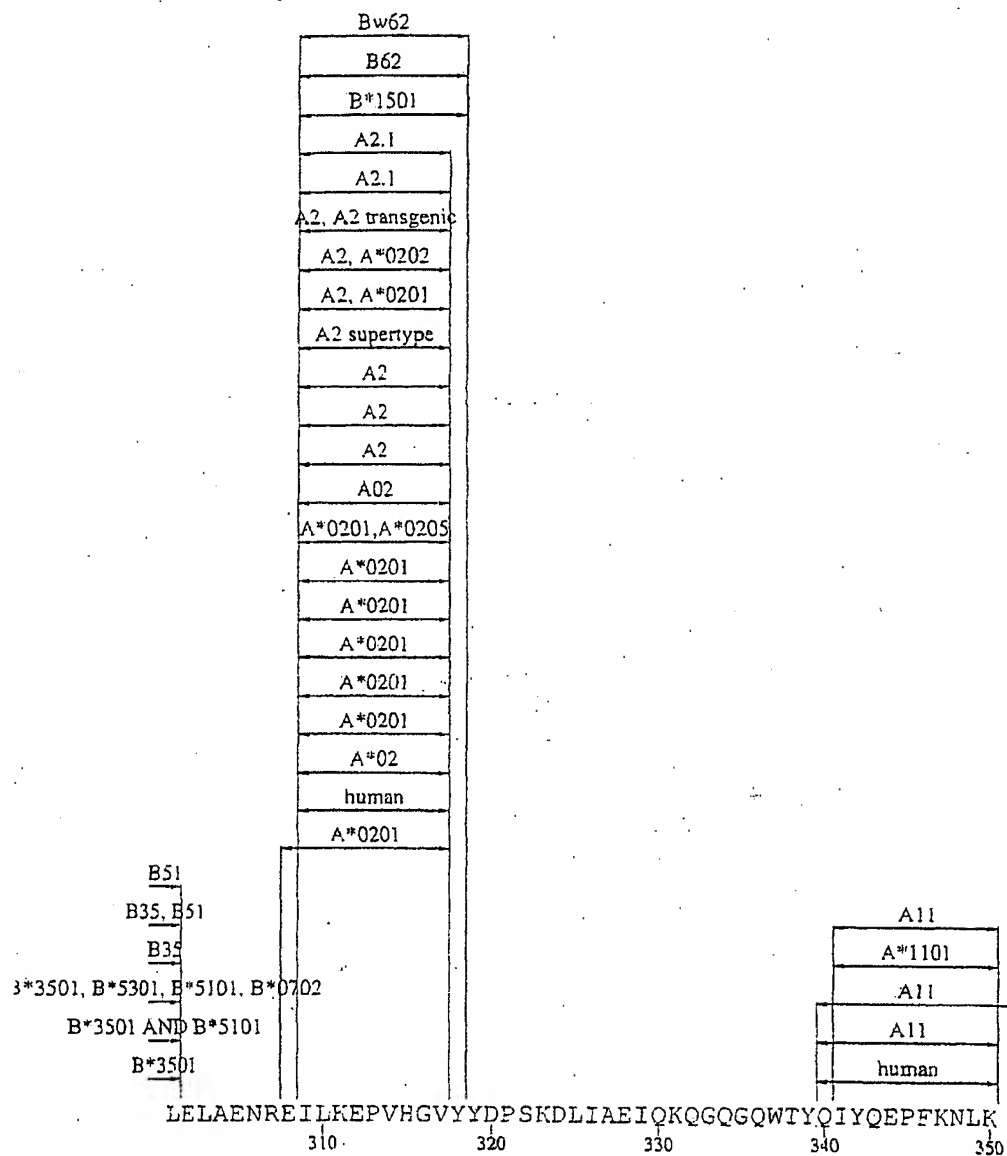 Bw62
B62
B*1501
A2.1
A2.1
A2, A2 transgenic
A2, A*0202
A2, A*0201
A2 supertype
A2
A2
A2
A02
A*0201,A*0205
A*0201
A*0201
A*0201
A*0201
A*0201
A*02
human
A*0201
B51
B35, B51
B35
B*3501, B*5301, B*5101, B*0702
B*3501 AND B*5101
B*3501
A11
A*1101
A11
A11
human
LELAENREILKEPVHGVYYDPSKDLIAEIQKQGQGQWTYQIYQEPFKNLK
310 320 330 340 350